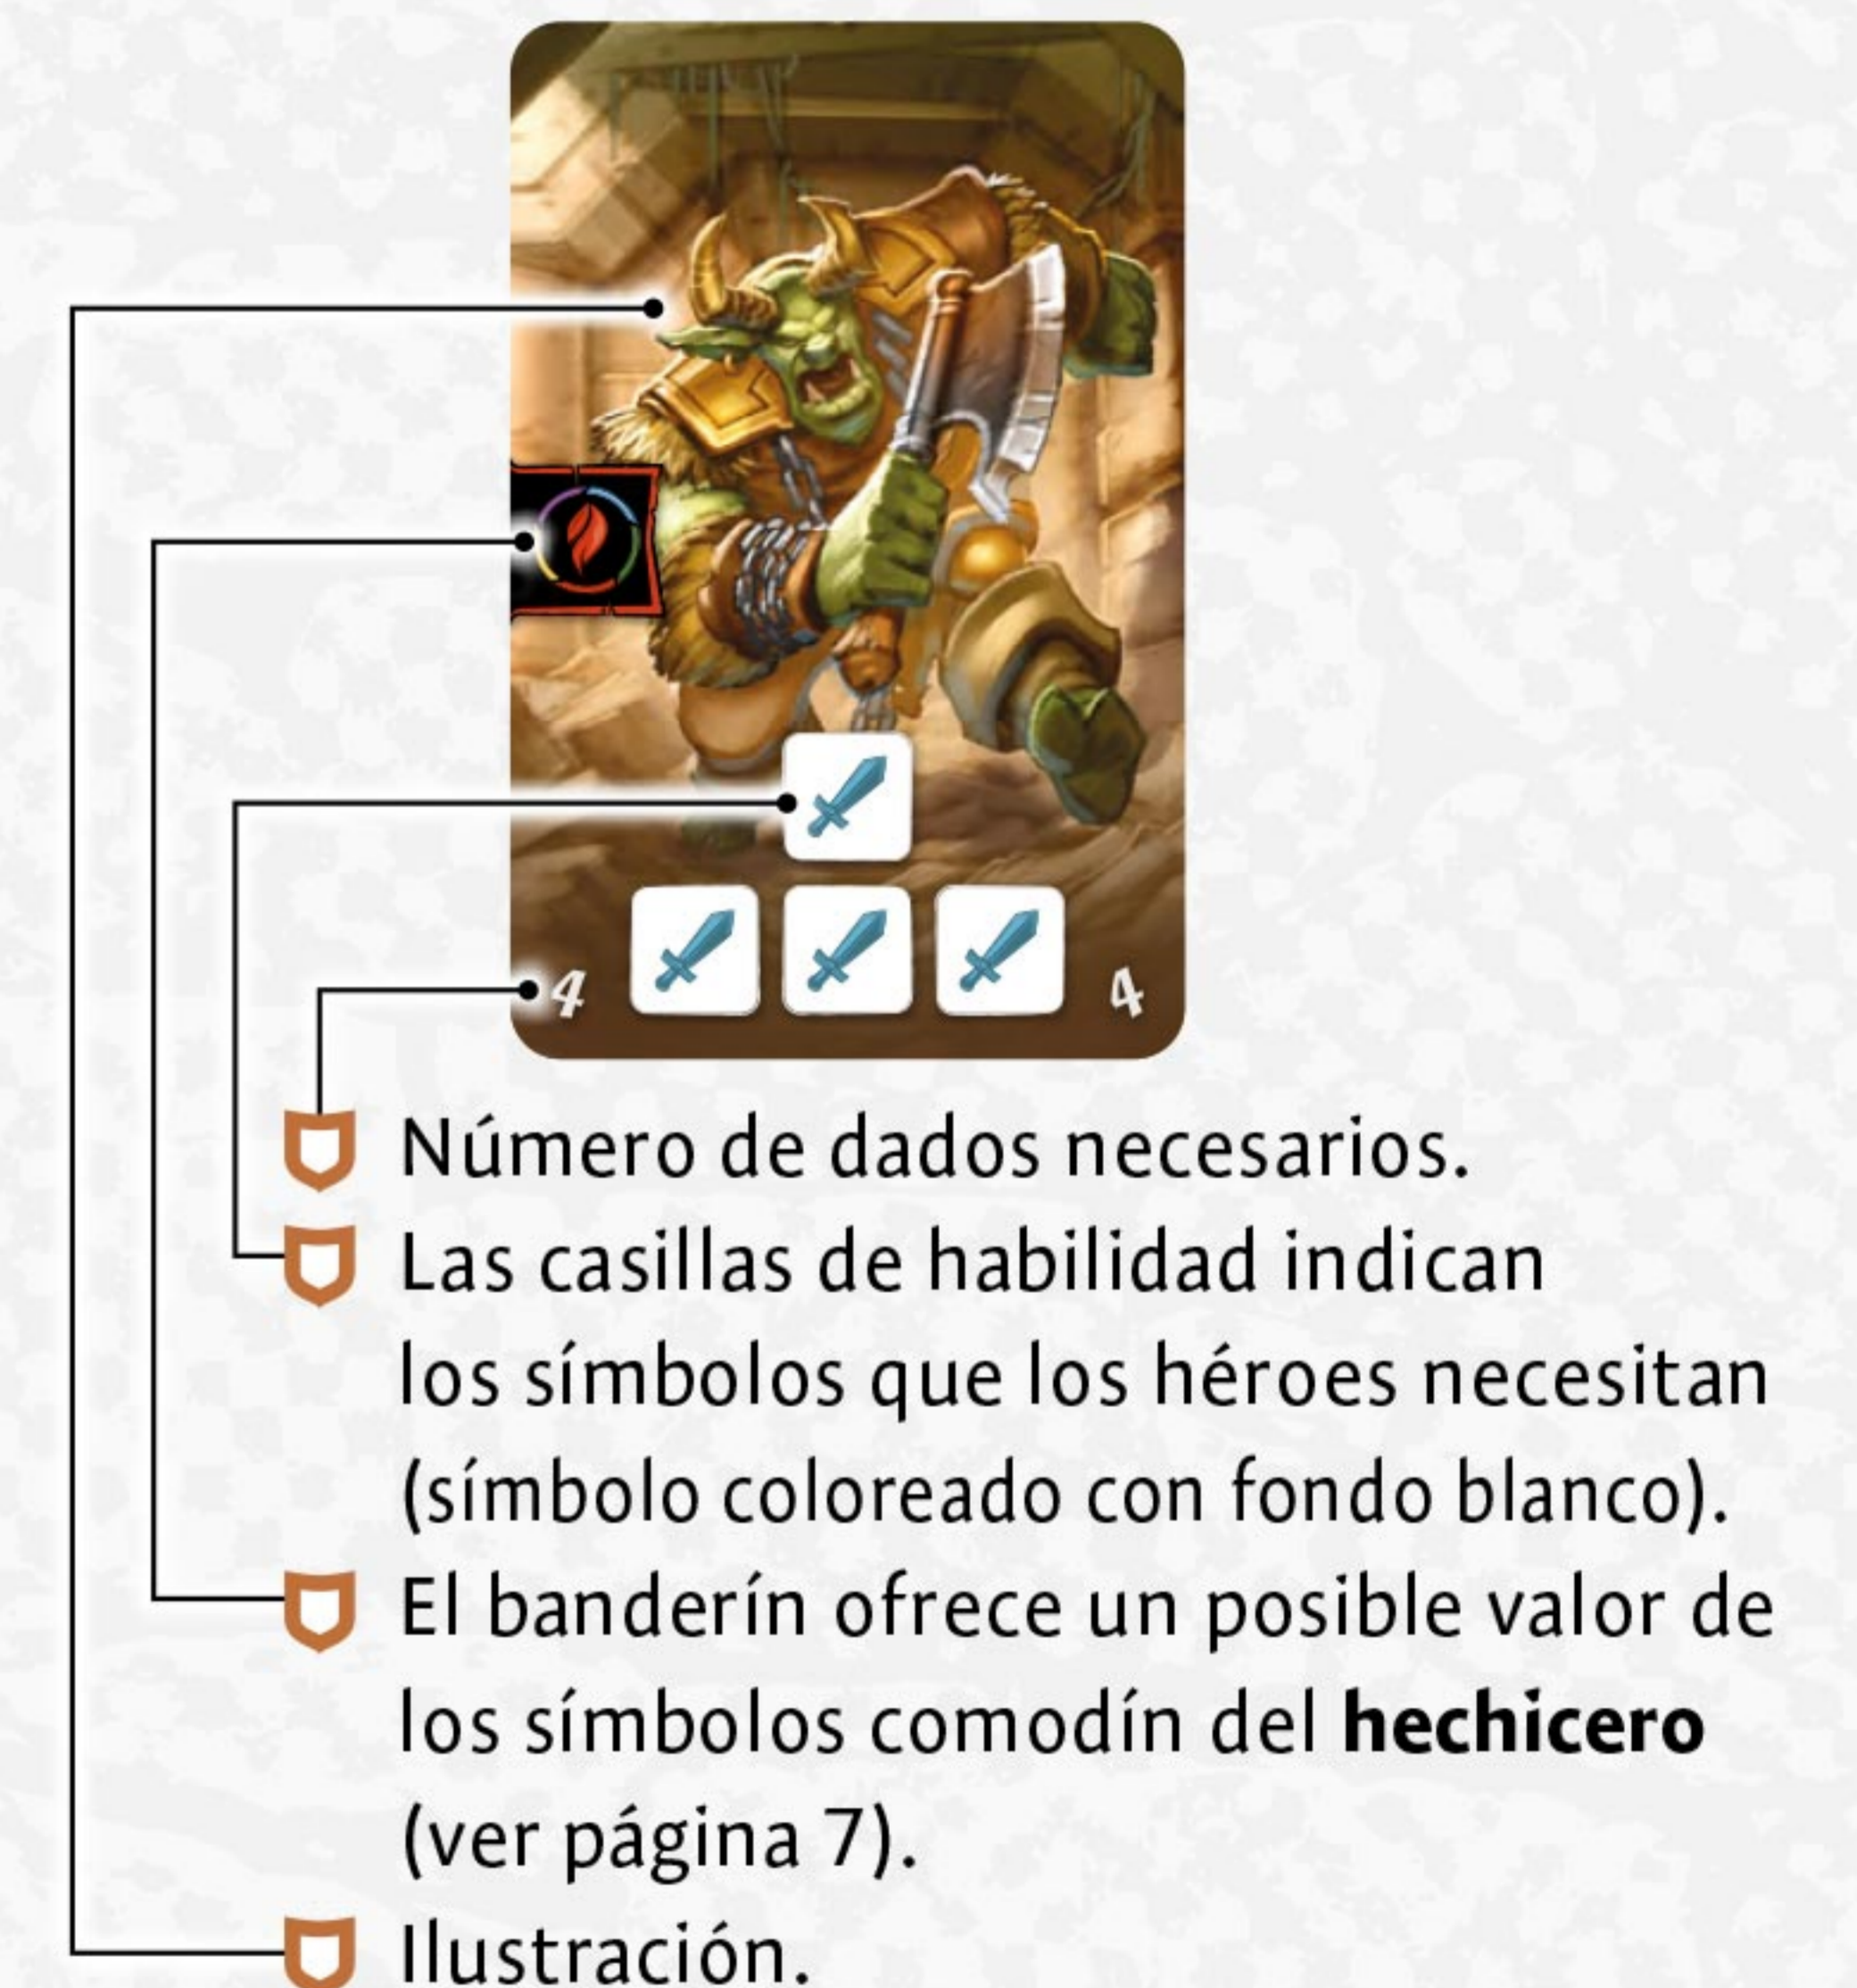 4 4
Número de dados necesarios.
Las casillas de habilidad indican
los símbolos que los héroes necesitan
(símbolo coloreado con fondo blanco).
El banderín ofrece un posible valor de
los símbolos comodín del hechicero
(ver página 7).
Ilustración.